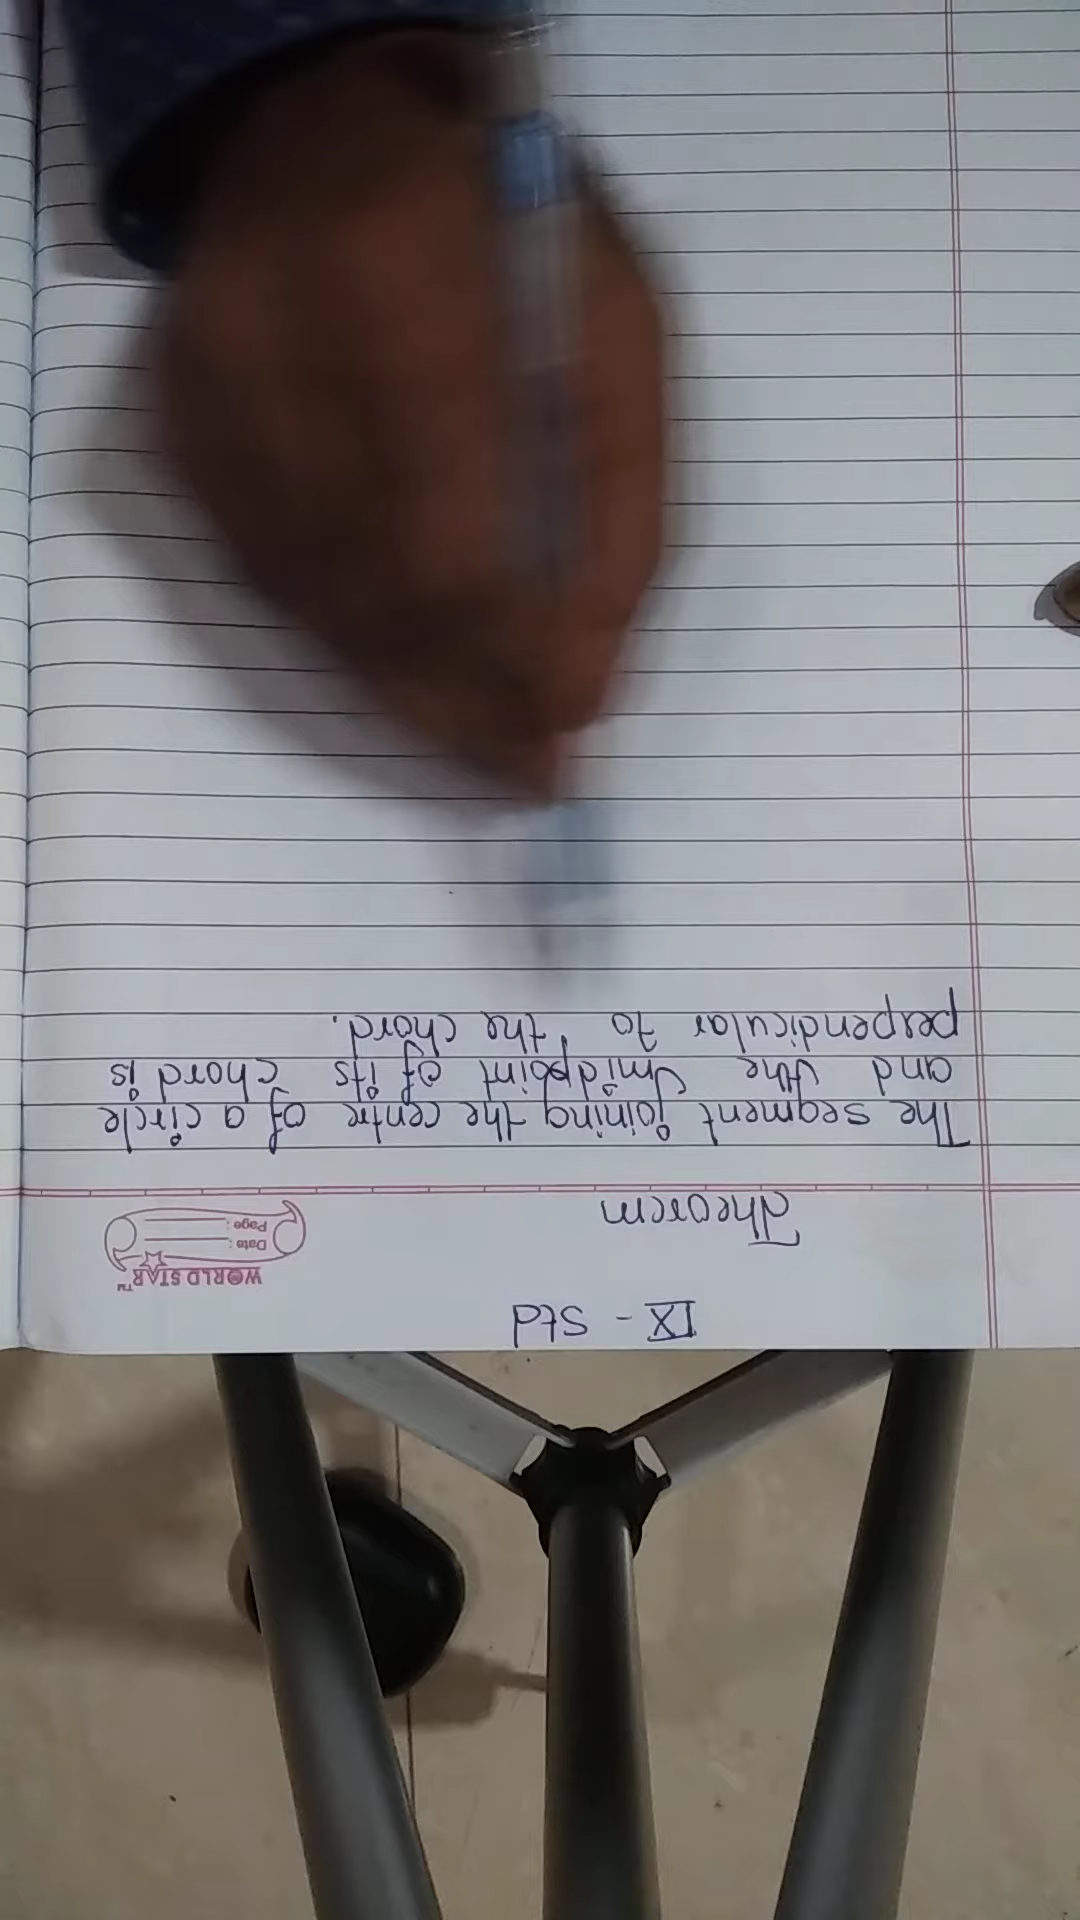 IX - Std
WORLD STAR™
Date :
Page :
Theorem
The segment joining the centre of a circle
and the midpoint of its chord is
perpendicular to the chord.